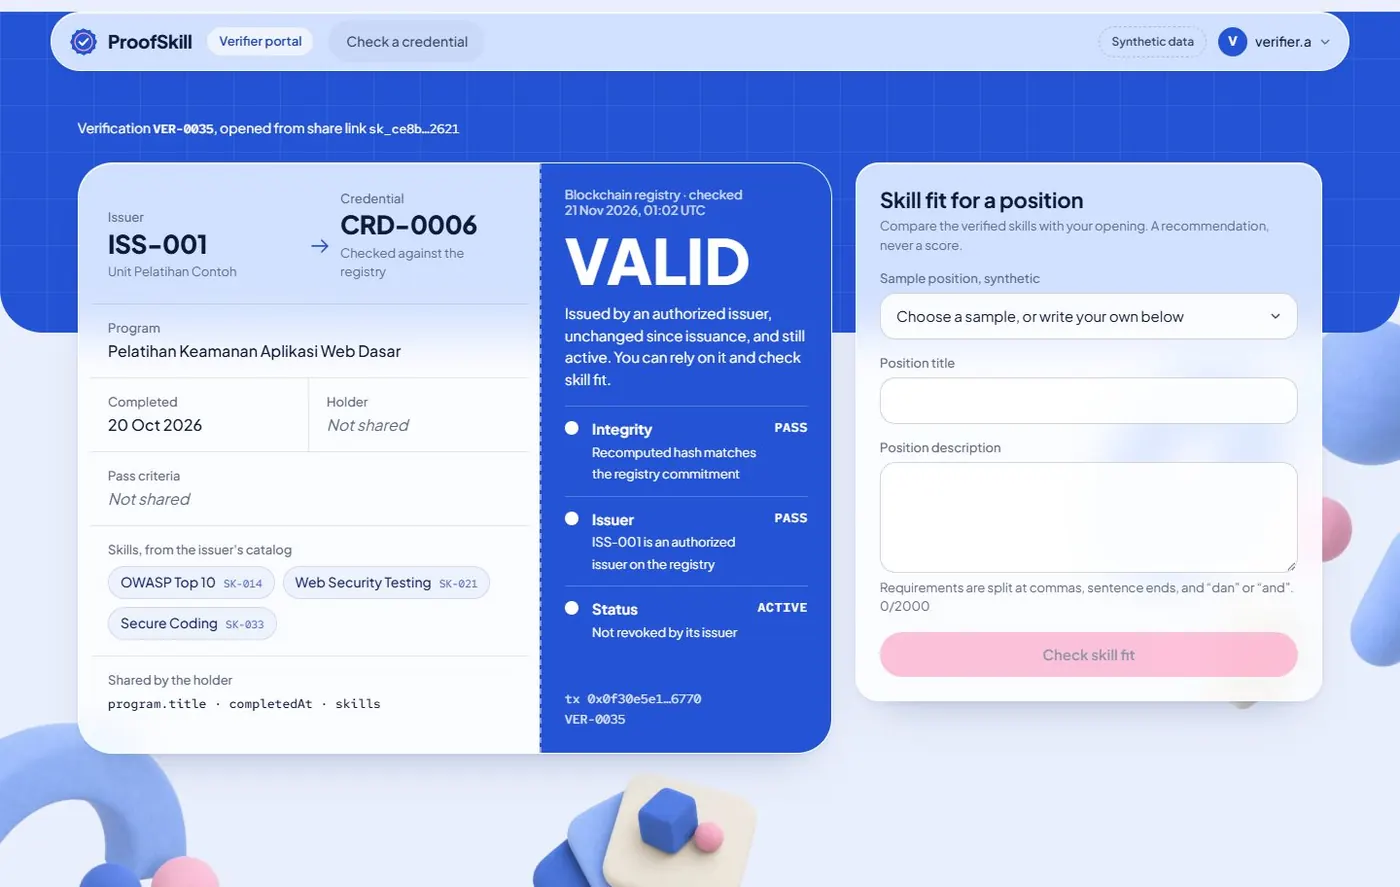 ProofSkill
Verifier portal
Check a credential
Synthetic data
V
verifier.a
Verification VER-0035, opened from share link sk_ce8b…2621
Issuer
ISS-001
Unit Pelatihan Contoh
→
Credential
CRD-0006
Checked against the
registry
Program
Pelatihan Keamanan Aplikasi Web Dasar
Completed
20 Oct 2026
Holder
Not shared
Pass criteria
Not shared
Skills, from the issuer's catalog
OWASP Top 10 SK-014
Web Security Testing SK-021
Secure Coding SK-033
Shared by the holder
program.title · completedAt · skills
Blockchain registry · checked
21 Nov 2026, 01:02 UTC
VALID
Issued by an authorized issuer,
unchanged since issuance, and still
active. You can rely on it and check
skill fit.
Integrity PASS
Recomputed hash matches
the registry commitment
Issuer PASS
ISS-001 is an authorized
issuer on the registry
Status ACTIVE
Not revoked by its issuer
tx 0x0f30e5e1…6770
VER-0035
Skill fit for a position
Compare the verified skills with your opening. A recommendation,
never a score.
Sample position, synthetic
Choose a sample, or write your own below
Position title
Position description
Requirements are split at commas, sentence ends, and “dan” or “and”.
0/2000
Check skill fit